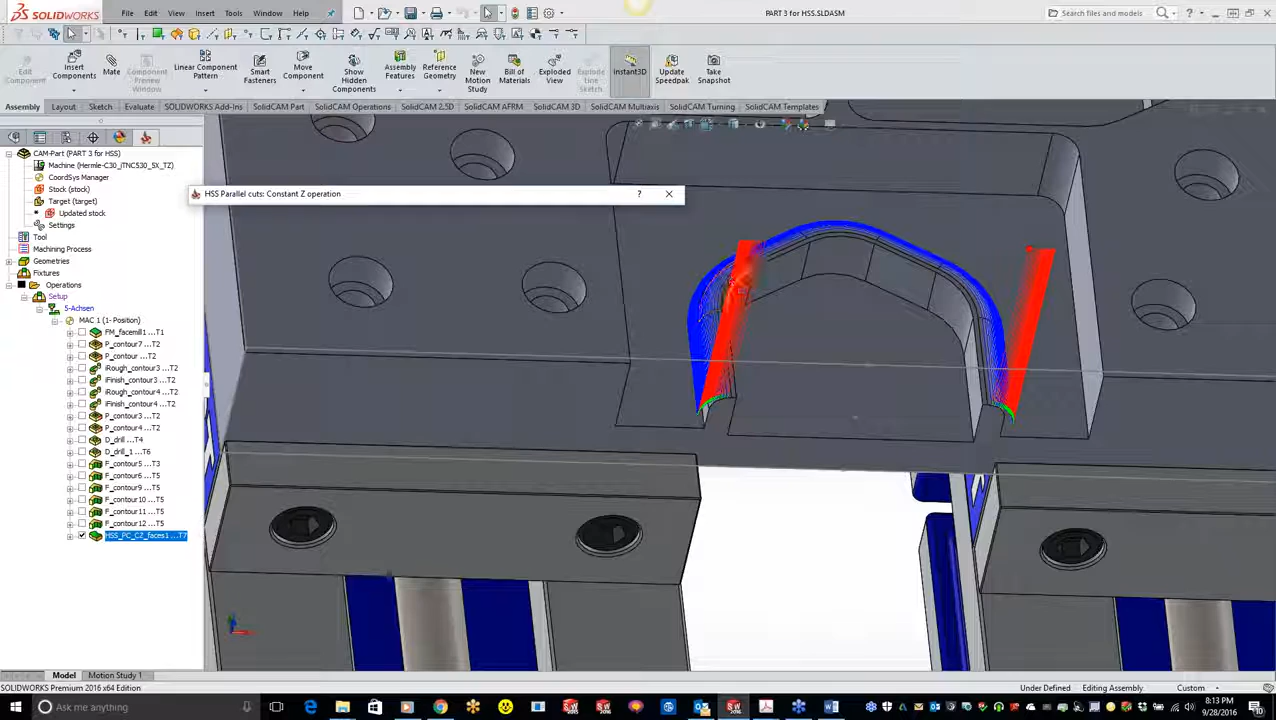 SOLIDWORKS
File Edit View Insert Tools Window Help
PART 3 for HSS.SLDASM
Search files and models
Edit Component
Insert Components
Mate
Component Preview Window
Linear Component Pattern
Smart Fasteners
Move Component
Show Hidden Components
Assembly Features
Reference Geometry
New Motion Study
Bill of Materials
Exploded View
Explode Line Sketch
Instant3D
Update Speedpak
Take Snapshot
Assembly Layout Sketch Evaluate SOLIDWORKS Add-Ins SolidCAM Part SolidCAM Operations SolidCAM 2.5D SolidCAM AFRM SolidCAM 3D SolidCAM Multiaxis SolidCAM Turning SolidCAM Templates
CAM-Part (PART 3 for HSS)
Machine (Hermle-C30_iTNC530_5X_TZ)
CoordSys Manager
Stock (stock)
Target (target)
Updated stock
Settings
Tool
Machining Process
Geometries
Fixtures
Operations
Setup
5-Achsen
MAC 1 (1- Position)
FM_facemill1 ...T1
P_contour7 ...T2
P_contour ...T2
iRough_contour3 ...T2
iFinish_contour3 ...T2
iRough_contour4 ...T2
iFinish_contour4 ...T2
P_contour3 ...T2
P_contour4 ...T2
D_drill ...T4
D_drill_1 ...T6
F_contour5 ...T3
F_contour6 ...T5
F_contour9 ...T5
F_contour10 ...T5
F_contour11 ...T5
F_contour12 ...T5
HSS_PC_CZ_faces1 ...T7
HSS Parallel cuts: Constant Z operation
Model Motion Study 1
SOLIDWORKS Premium 2016 x64 Edition
Under Defined Editing Assembly Custom
Ask me anything
8:13 PM
9/28/2016